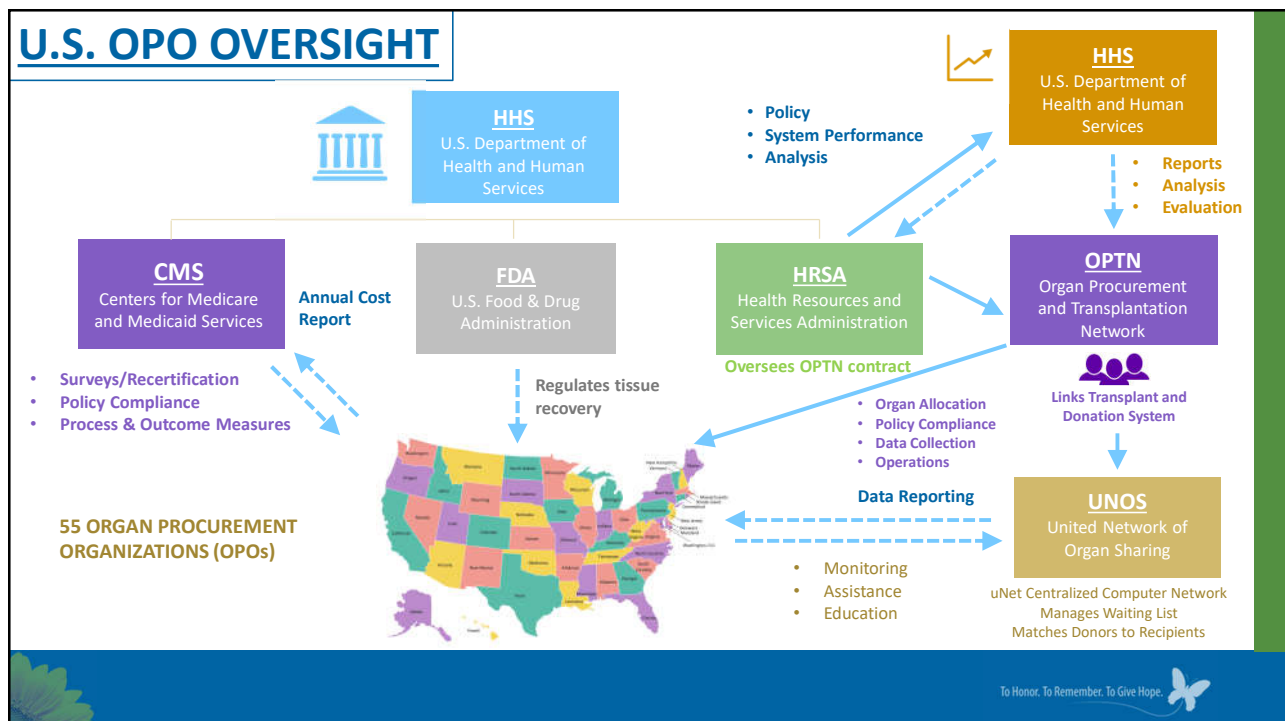 U.S. OPO OVERSIGHT
HHS
U.S. Department of
Health and Human
Services
• Policy
• System Performance
• Analysis
HHS
U.S. Department of
Health and Human
Services
• Reports
• Analysis
• Evaluation
CMS
Centers for Medicare
and Medicaid Services
Annual Cost
Report
FDA
U.S. Food & Drug
Administration
HRSA
Health Resources and
Services Administration
Oversees OPTN contract
OPTN
Organ Procurement
and Transplantation
Network
Links Transplant and
Donation System
• Surveys/Recertification
• Policy Compliance
• Process & Outcome Measures
Regulates tissue
recovery
• Organ Allocation
• Policy Compliance
• Data Collection
• Operations
Data Reporting
55 ORGAN PROCUREMENT
ORGANIZATIONS (OPOs)
UNOS
United Network of
Organ Sharing
• Monitoring
• Assistance
• Education
uNet Centralized Computer Network
Manages Waiting List
Matches Donors to Recipients
To Honor. To Remember. To Give Hope.